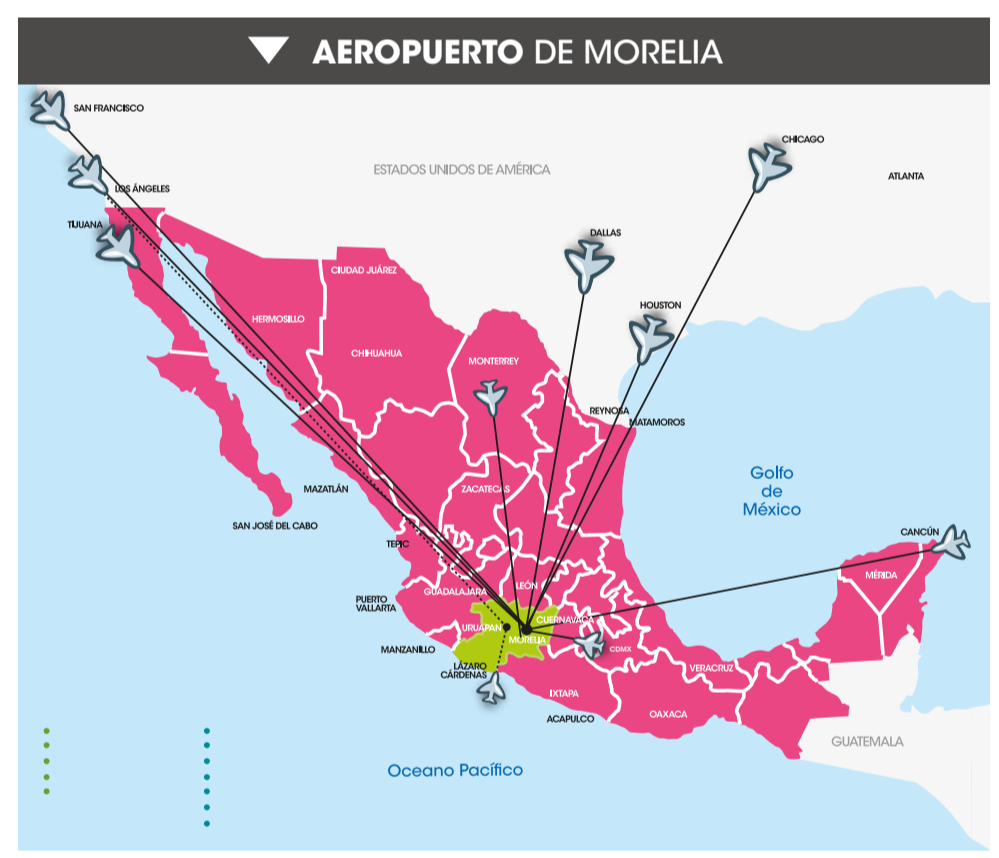 AEROPUERTO DE MORELIA
SAN FRANCISCO
CHICAGO
ESTADOS UNIDOS DE AMÉRICA
ATLANTA
LOS ÁNGELES
TIJUANA
DALLAS
CIUDAD JUÁREZ
HOUSTON
HERMOSILLO
CHIHUAHUA
MONTERREY
REYNOSA
MATAMOROS
Golfo
de
México
ZACATECAS
MAZATLÁN
SAN JOSÉ DEL CABO
CANCÚN
TEPIC
MÉRIDA
LEÓN
GUADALAJARA
PUERTO
VALLARTA
CUERNAVACA
URUAPAN
MORELIA
MANZANILLO
CDMX
LÁZARO
CÁRDENAS
VERACRUZ
IXTAPA
OAXACA
ACAPULCO
GUATEMALA
Oceano Pacífico